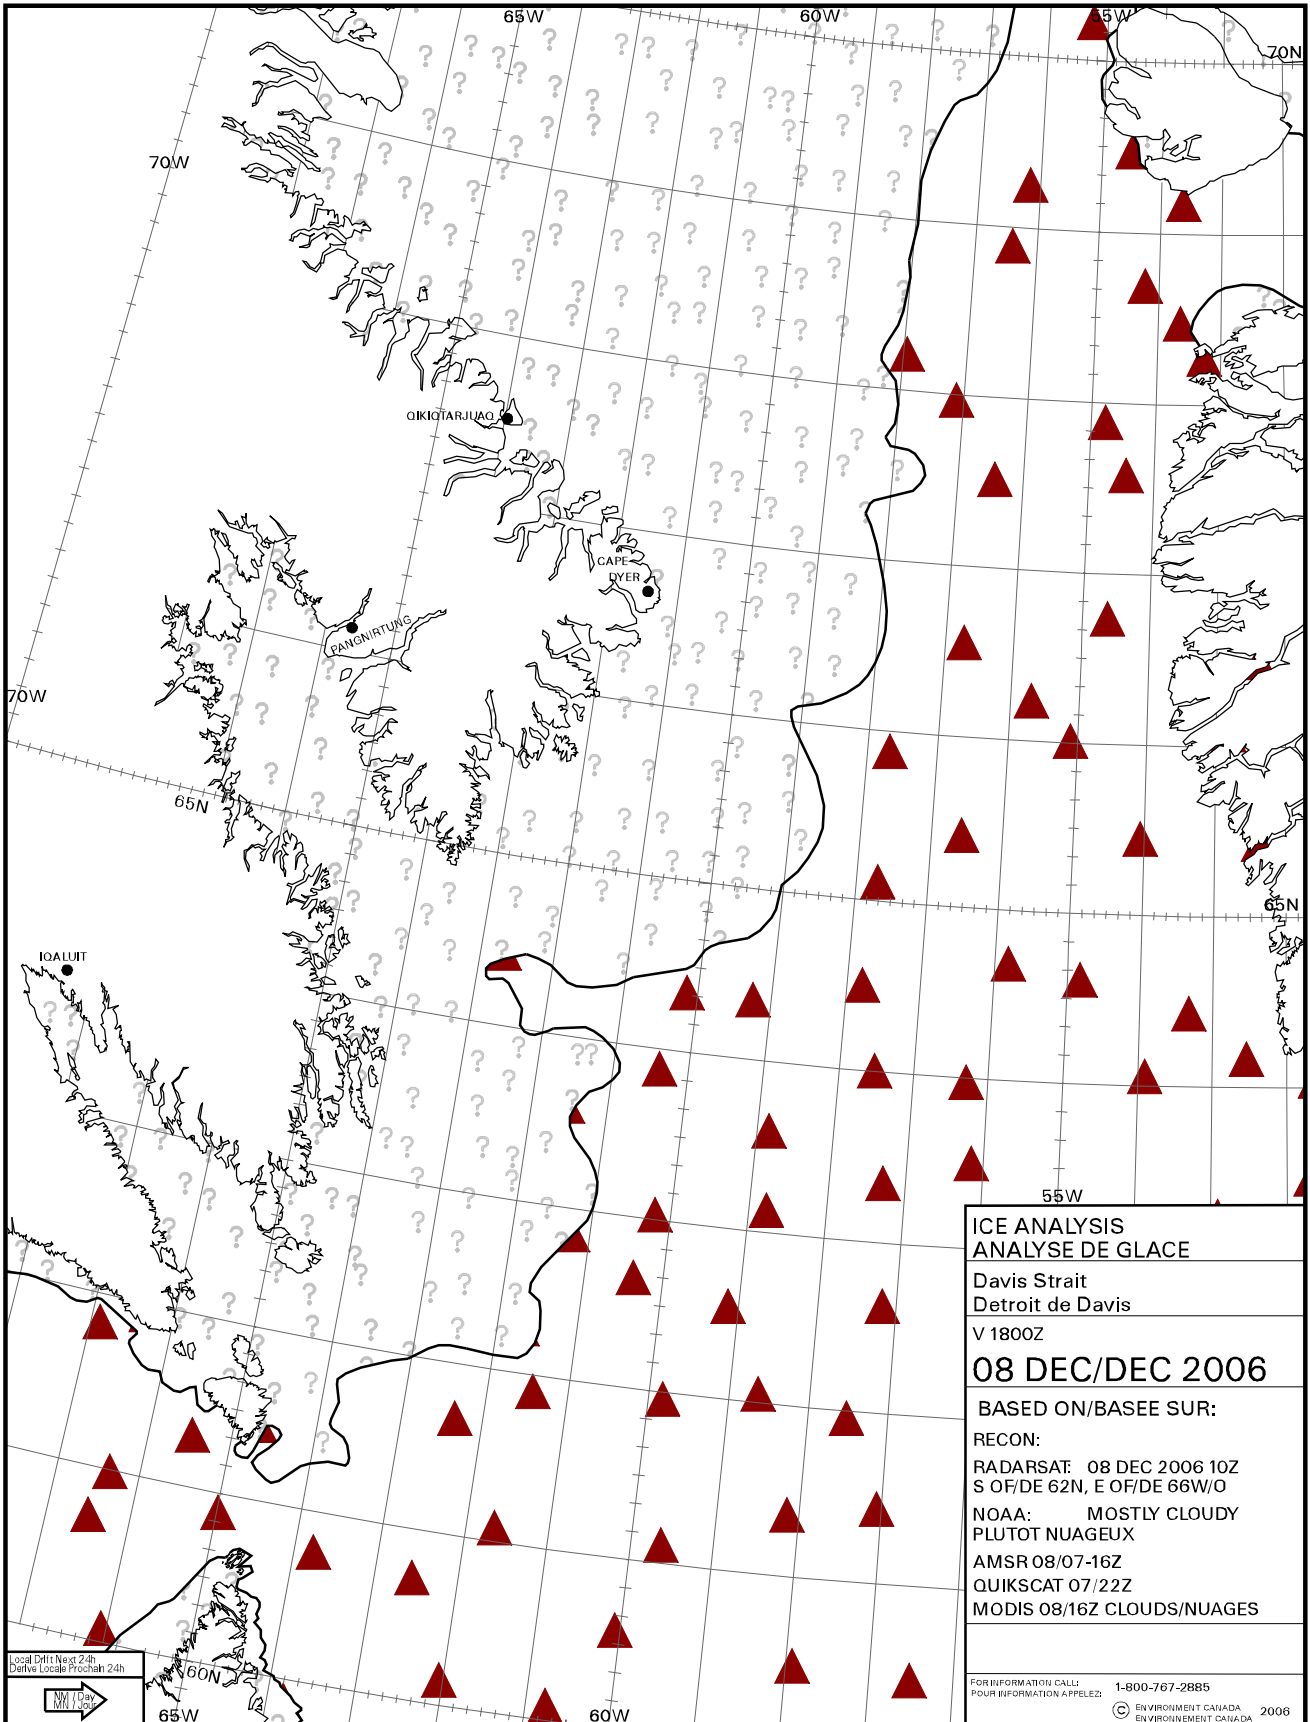 65W
60W
55W
70N
70W
QIKIQTARJUAQ
CAPE
DYER
PANGNIRTUNG
70W
65N
65N
IQALUIT
55W
ICE ANALYSIS
ANALYSE DE GLACE
Davis Strait
Detroit de Davis
V 1800Z
08 DEC/DEC 2006
BASED ON/BASEE SUR:
RECON:
RADARSAT: 08 DEC 2006 10Z
S OF/DE 62N, E OF/DE 66W/O
NOAA: MOSTLY CLOUDY
PLUTOT NUAGEUX
AMSR 08/07-16Z
QUIKSCAT 07/22Z
MODIS 08/16Z CLOUDS/NUAGES
Local Drift Next 24h
Derive Locale Prochain 24h
NM / Day
MN / Jour
60N
65W
60W
FOR INFORMATION CALL: 1-800-767-2885
POUR INFORMATION APPELEZ:
© ENVIRONMENT CANADA 2006
ENVIRONNEMENT CANADA